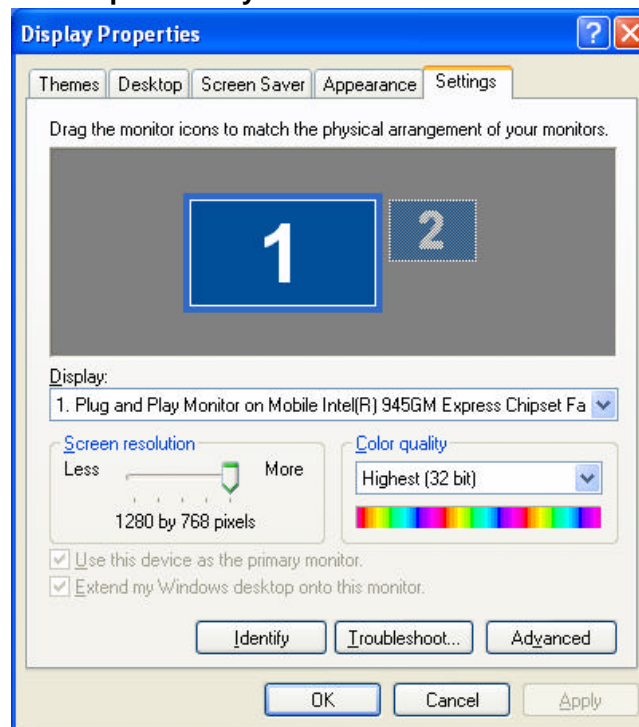 Display Properties
Themes Desktop Screen Saver Appearance Settings
Drag the monitor icons to match the physical arrangement of your monitors.
1 2
Display:
1. Plug and Play Monitor on Mobile Intel(R) 945GM Express Chipset Fa
Screen resolution
Less More
1280 by 768 pixels
Color quality
Highest (32 bit)
Use this device as the primary monitor.
Extend my Windows desktop onto this monitor.
Identify Troubleshoot... Advanced
OK Cancel Apply